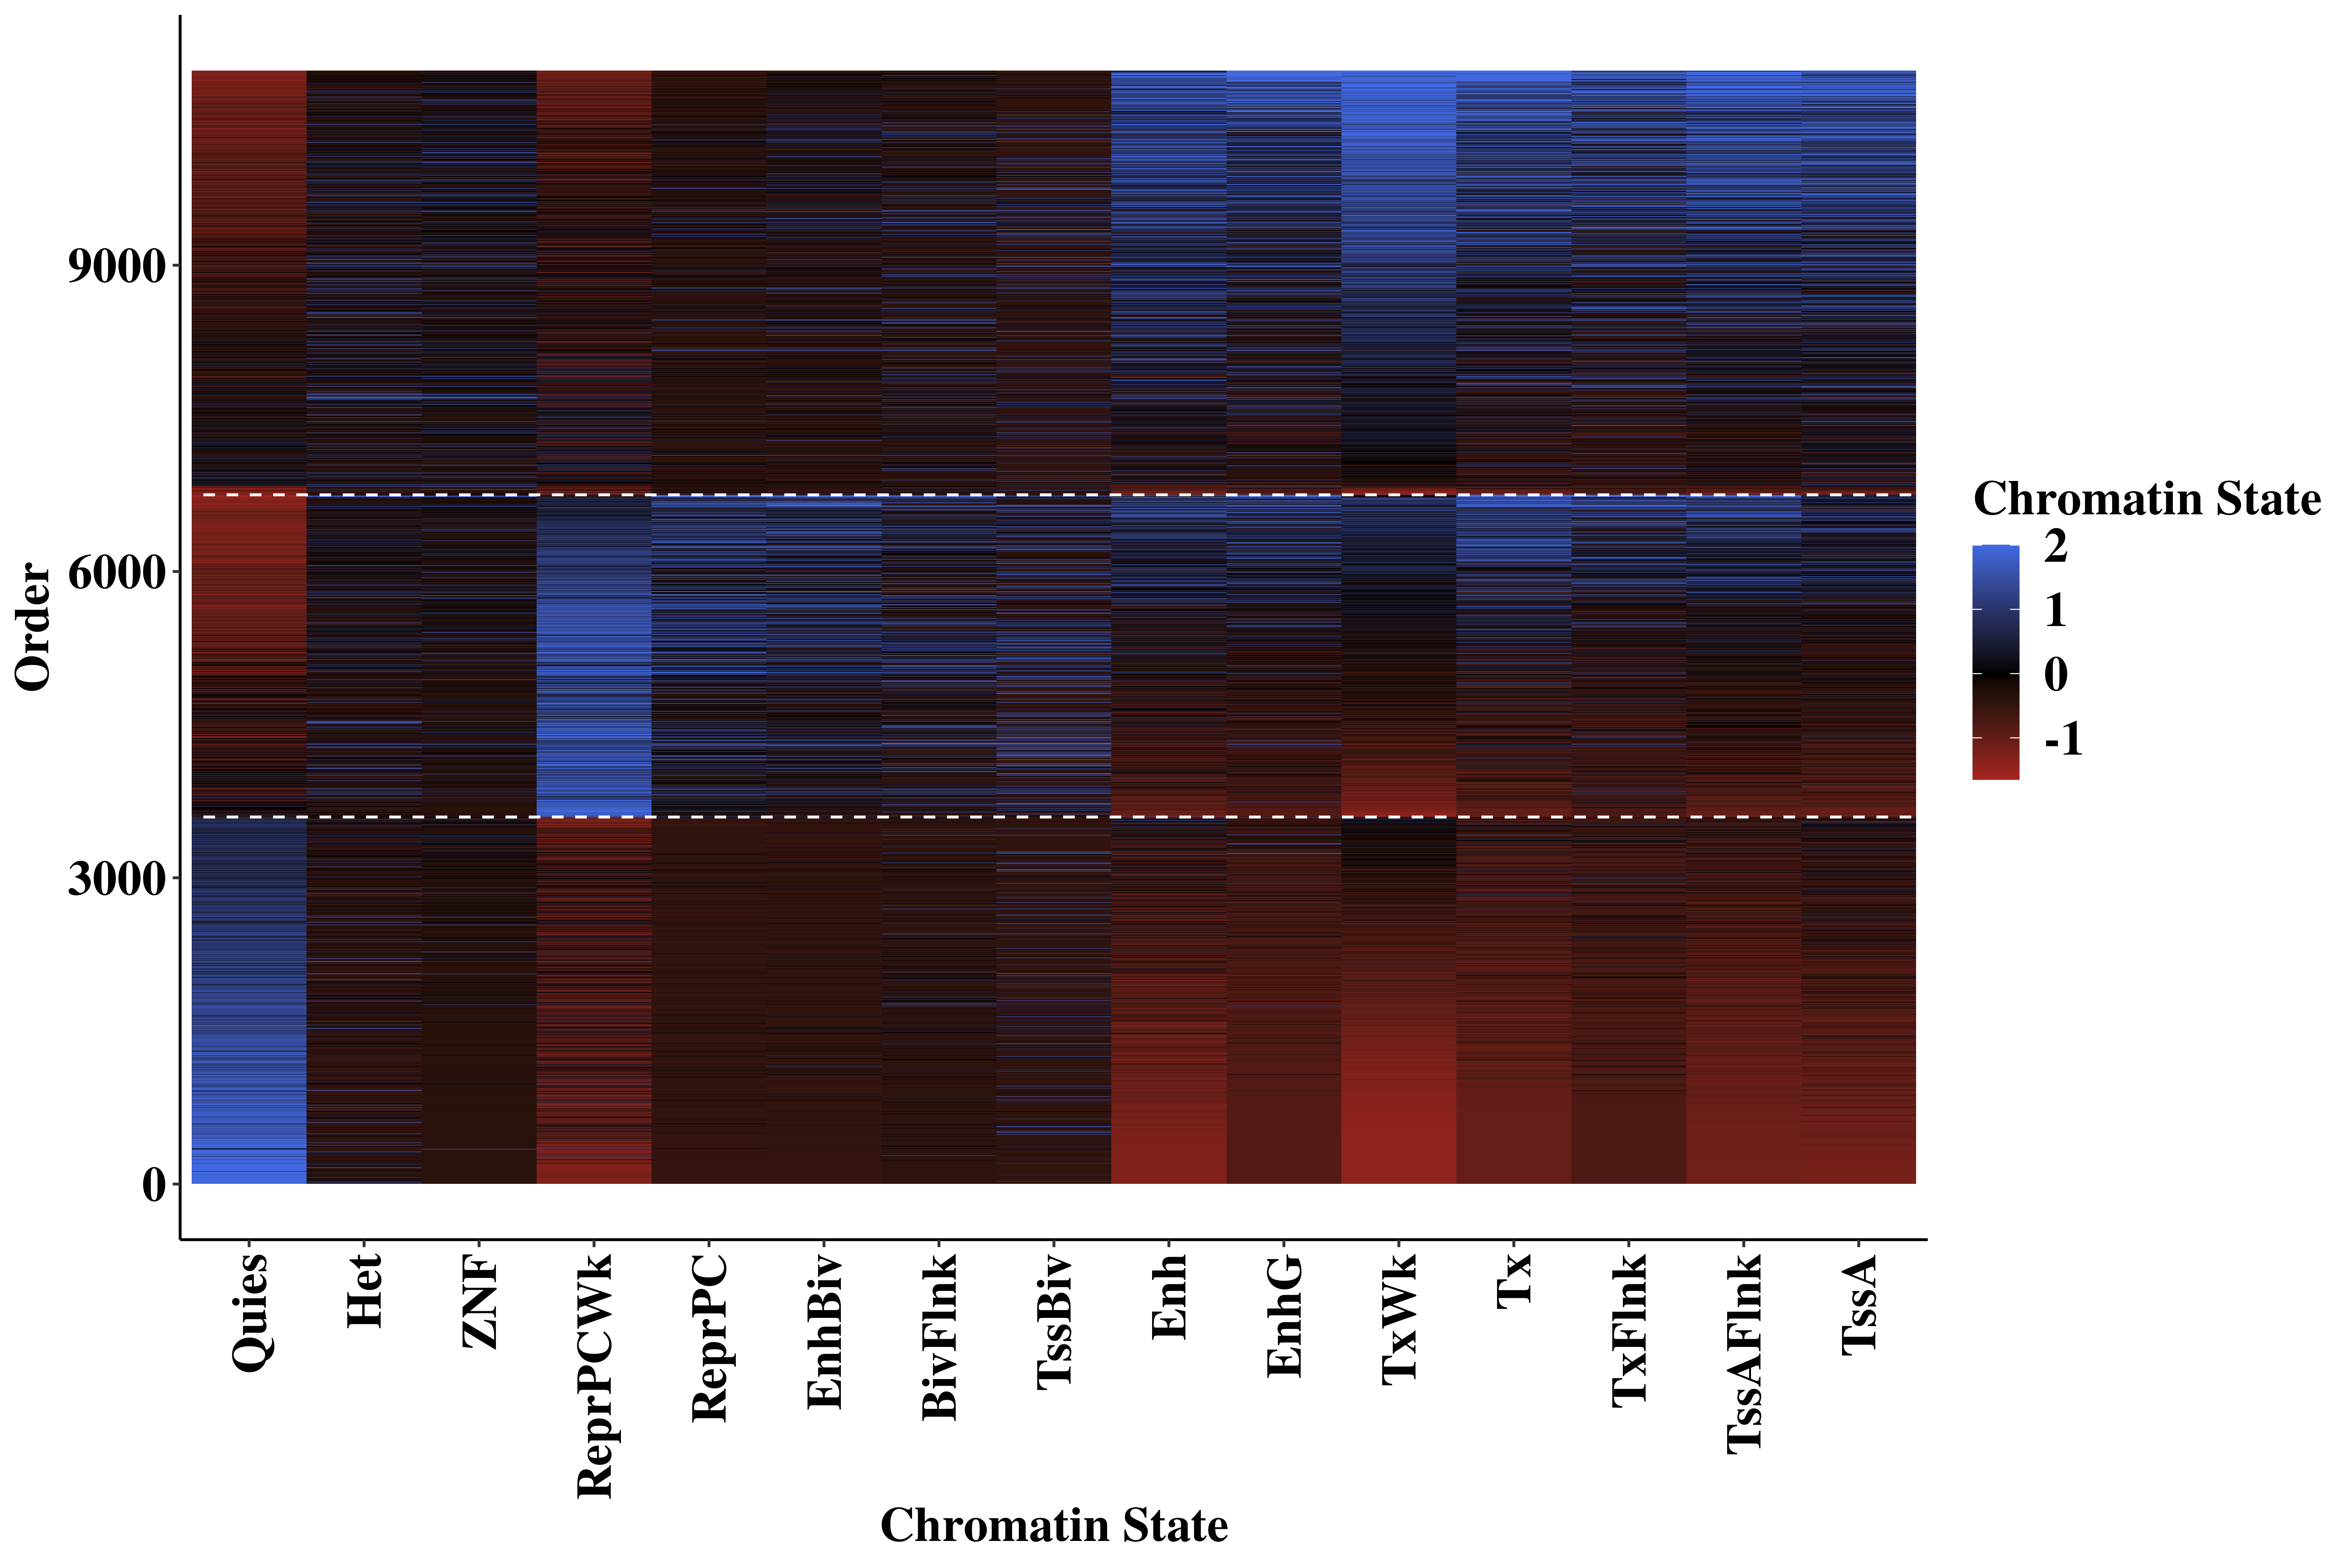 Order
9000
6000
3000
0
Quies
Het
ZNF
ReprPCWk
ReprPC
EnhBiv
BivFlnk
TssBiv
Enh
EnhG
TxWk
Tx
TxFlnk
TssAFlnk
TssA
Chromatin State
Chromatin State
2
1
0
-1